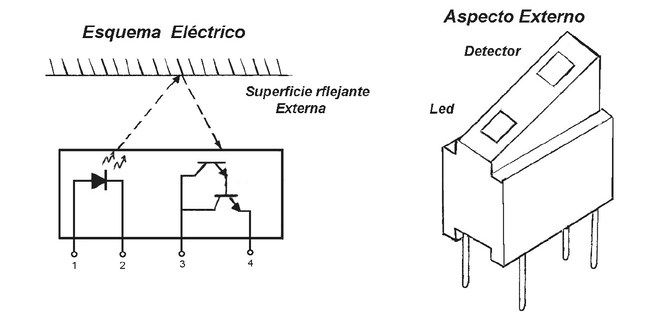 Esquema Eléctrico
Superficie rflejante
Externa
1
2
3
4
Aspecto Externo
Detector
Led